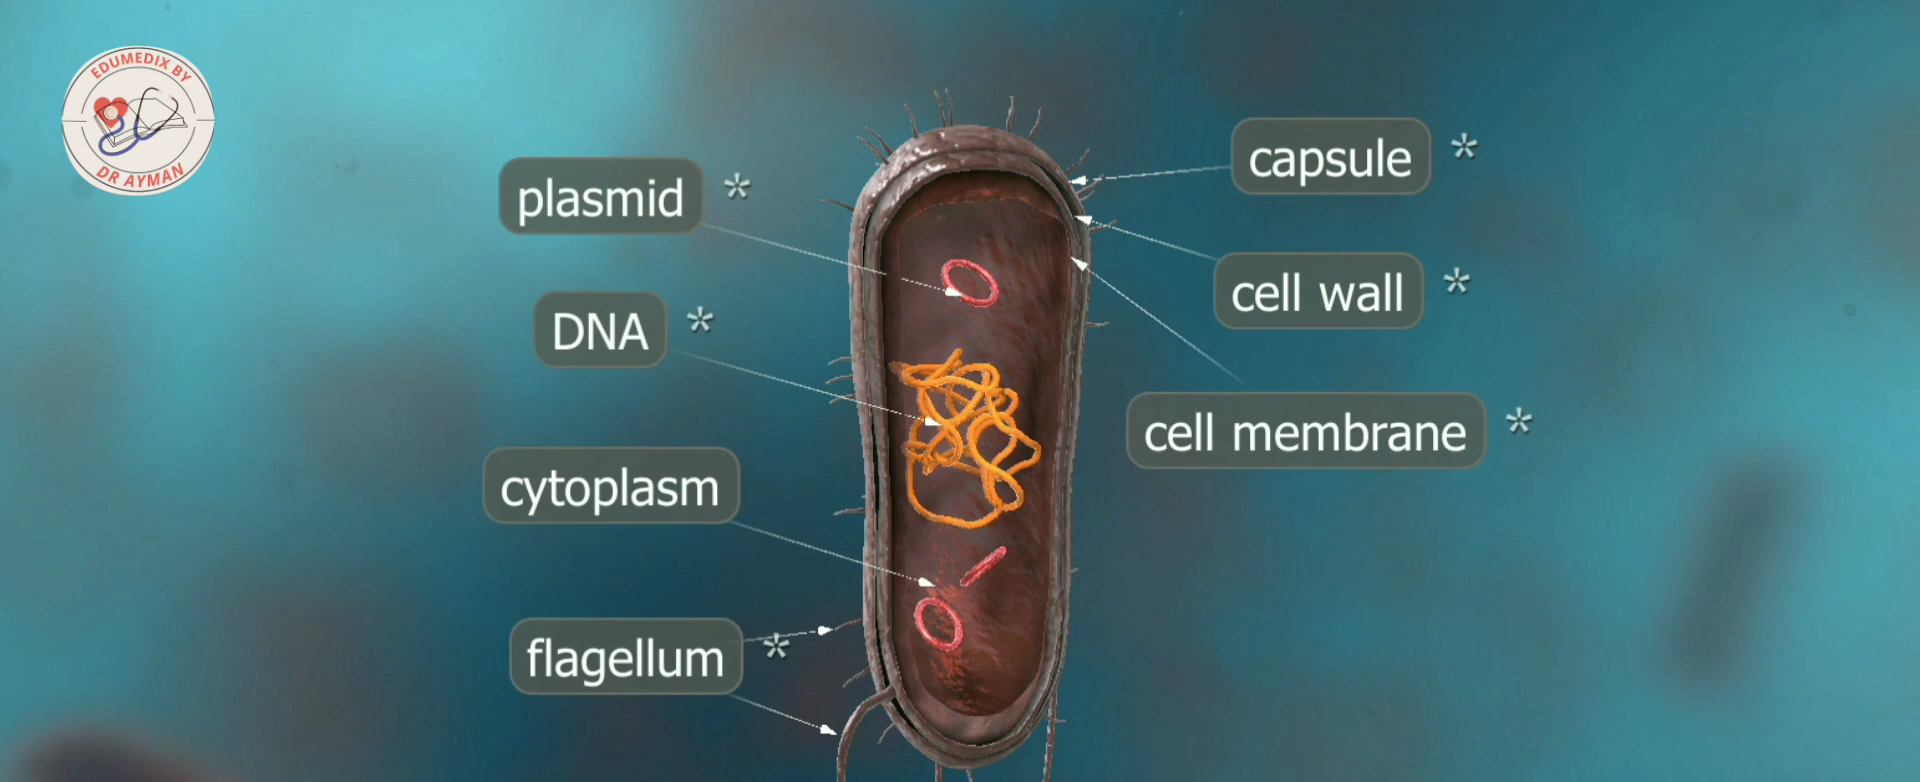 EDUMEDIX BY
DR AYMAN
plasmid *
DNA *
cytoplasm
flagellum *
capsule *
cell wall *
cell membrane *